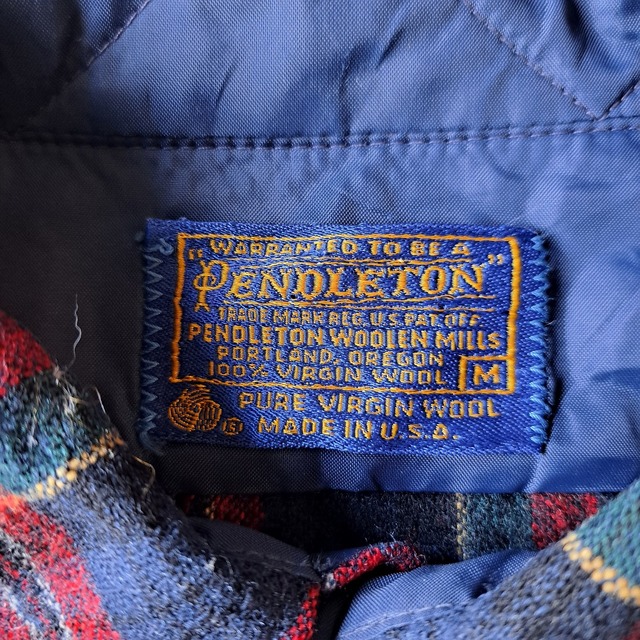 WARRANTED TO BE A
"PENDLETON"
TRADE MARK REG. U.S. PAT. OFF.
PENDLETON WOOLEN MILLS
PORTLAND, OREGON
100% VIRGIN WOOL M
PURE VIRGIN WOOL
MADE IN U.S.A.